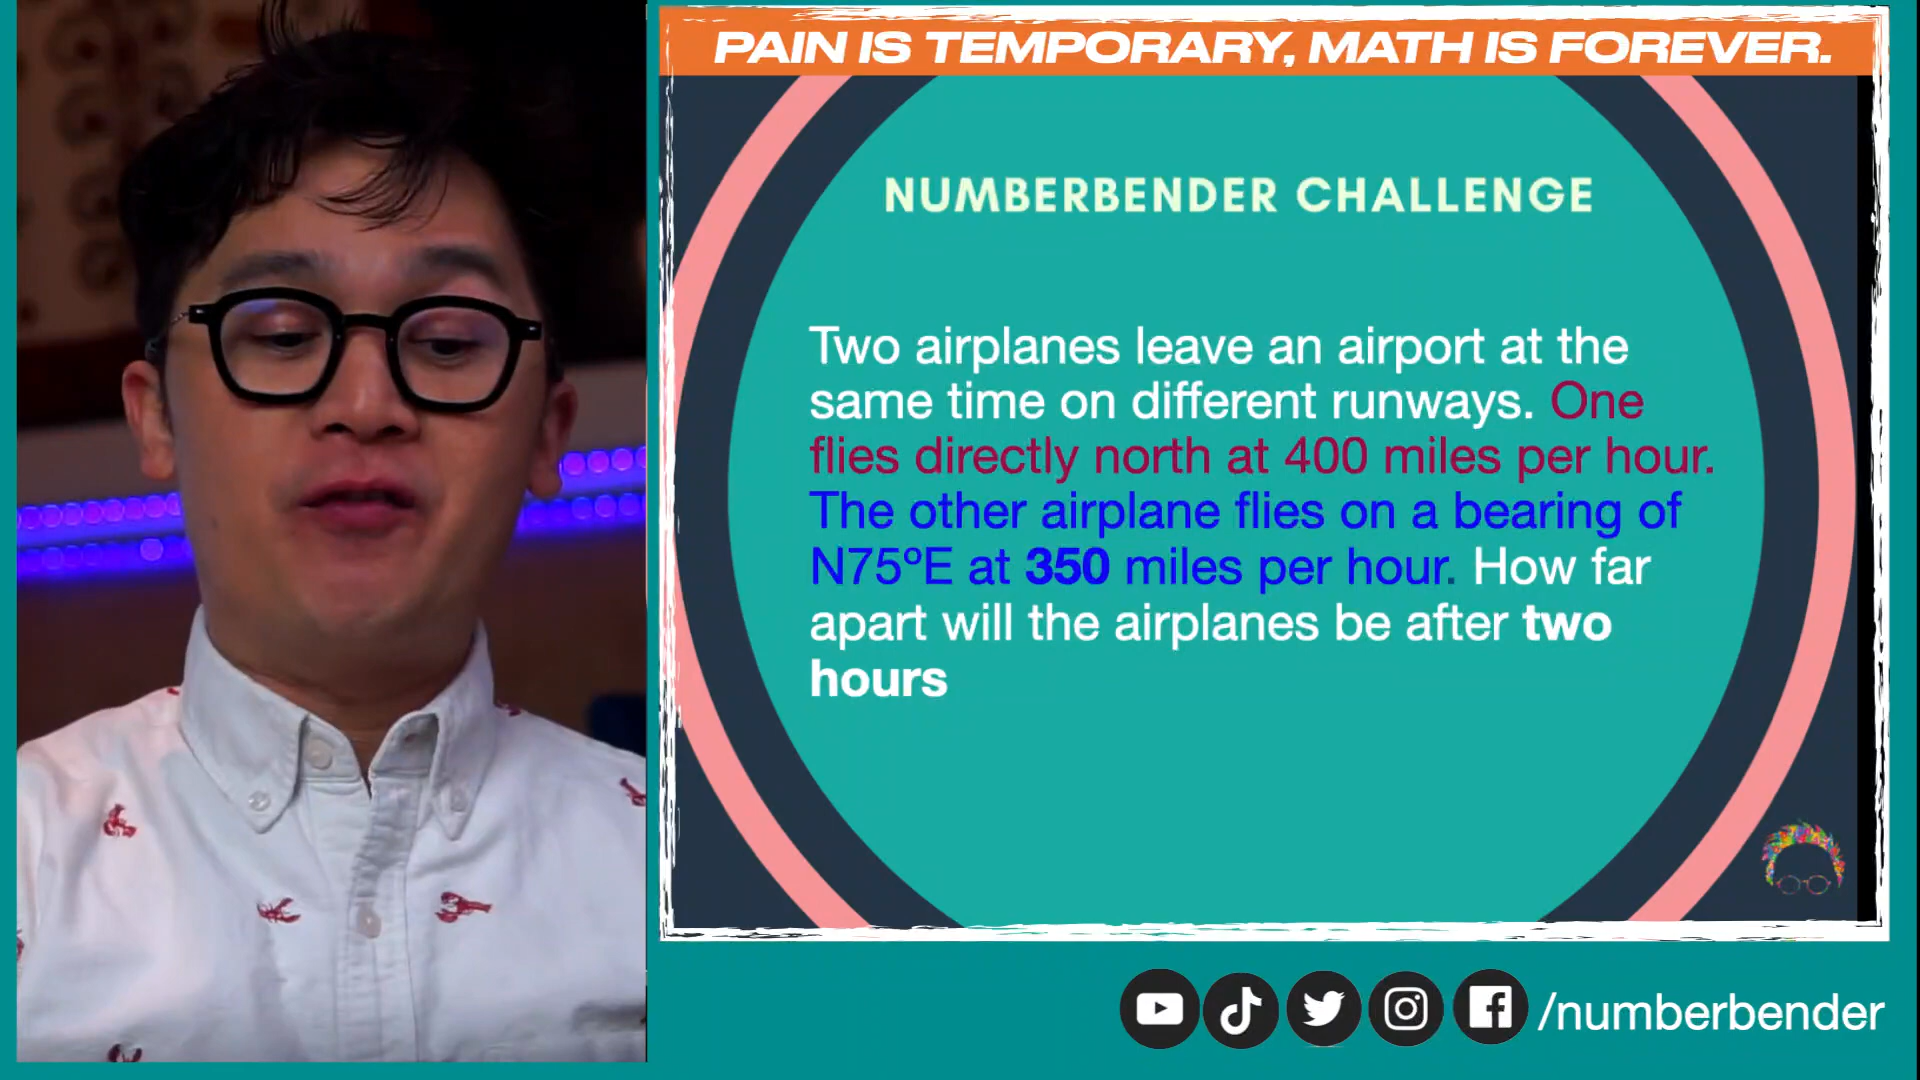 PAIN IS TEMPORARY, MATH IS FOREVER.
NUMBERBENDER CHALLENGE
Two airplanes leave an airport at the
same time on different runways. One
flies directly north at 400 miles per hour.
The other airplane flies on a bearing of
N75ºE at 350 miles per hour. How far
apart will the airplanes be after two
hours
/numberbender